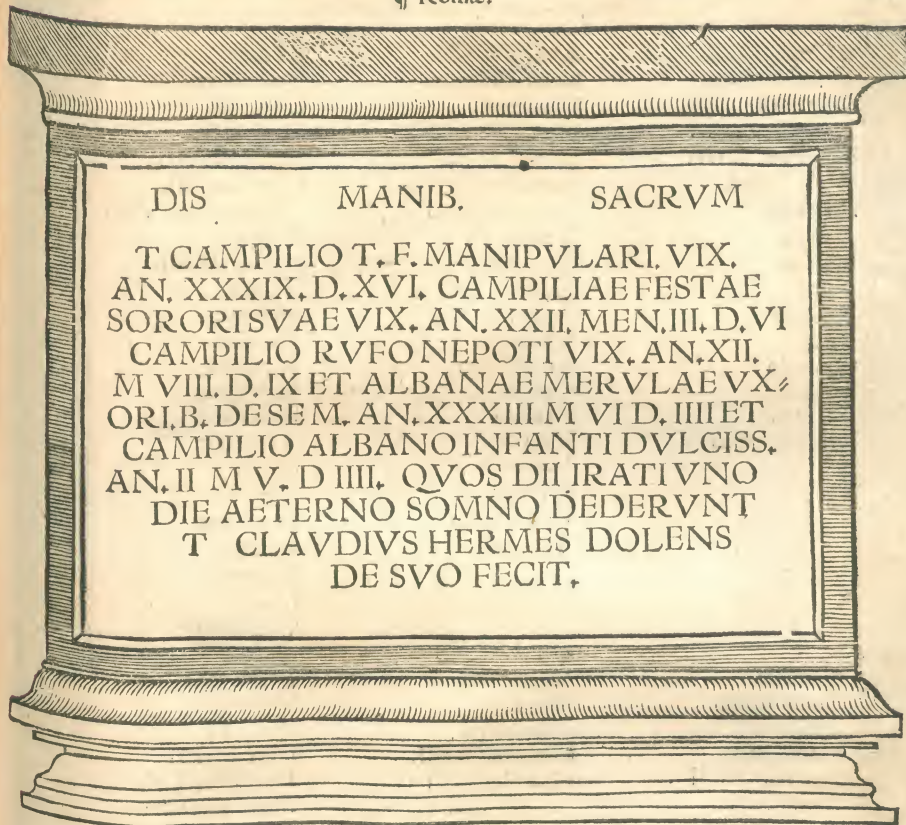 ¶ Romæ.
DIS MANIB. SACRVM
T CAMPILIO T. F. MANIPVLARI. VIX.
AN. XXXIX. D. XVI. CAMPILIAE FESTAE
SORORI SVAE VIX. AN. XXII. MEN. III. D. VI
CAMPILIO RVFO NEPOTI VIX. AN. XII.
M VIII. D. IX ET ALBANAE MERVLAE VX⸗
ORI. B. DE SE M. AN. XXXIII M VI D. IIII ET
CAMPILIO ALBANO INFANTI DVLCISS.
AN. II M V. D IIII. QVOS DII IRATI VNO
DIE AETERNO SOMNO DEDERVNT
T CLAVDIVS HERMES DOLENS
DE SVO FECIT.